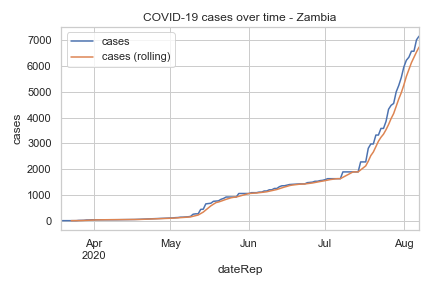 COVID-19 cases over time - Zambia
cases
cases (rolling)
7000
6000
5000
4000
3000
2000
1000
0
cases
Apr
2020
May
Jun
Jul
Aug
dateRep